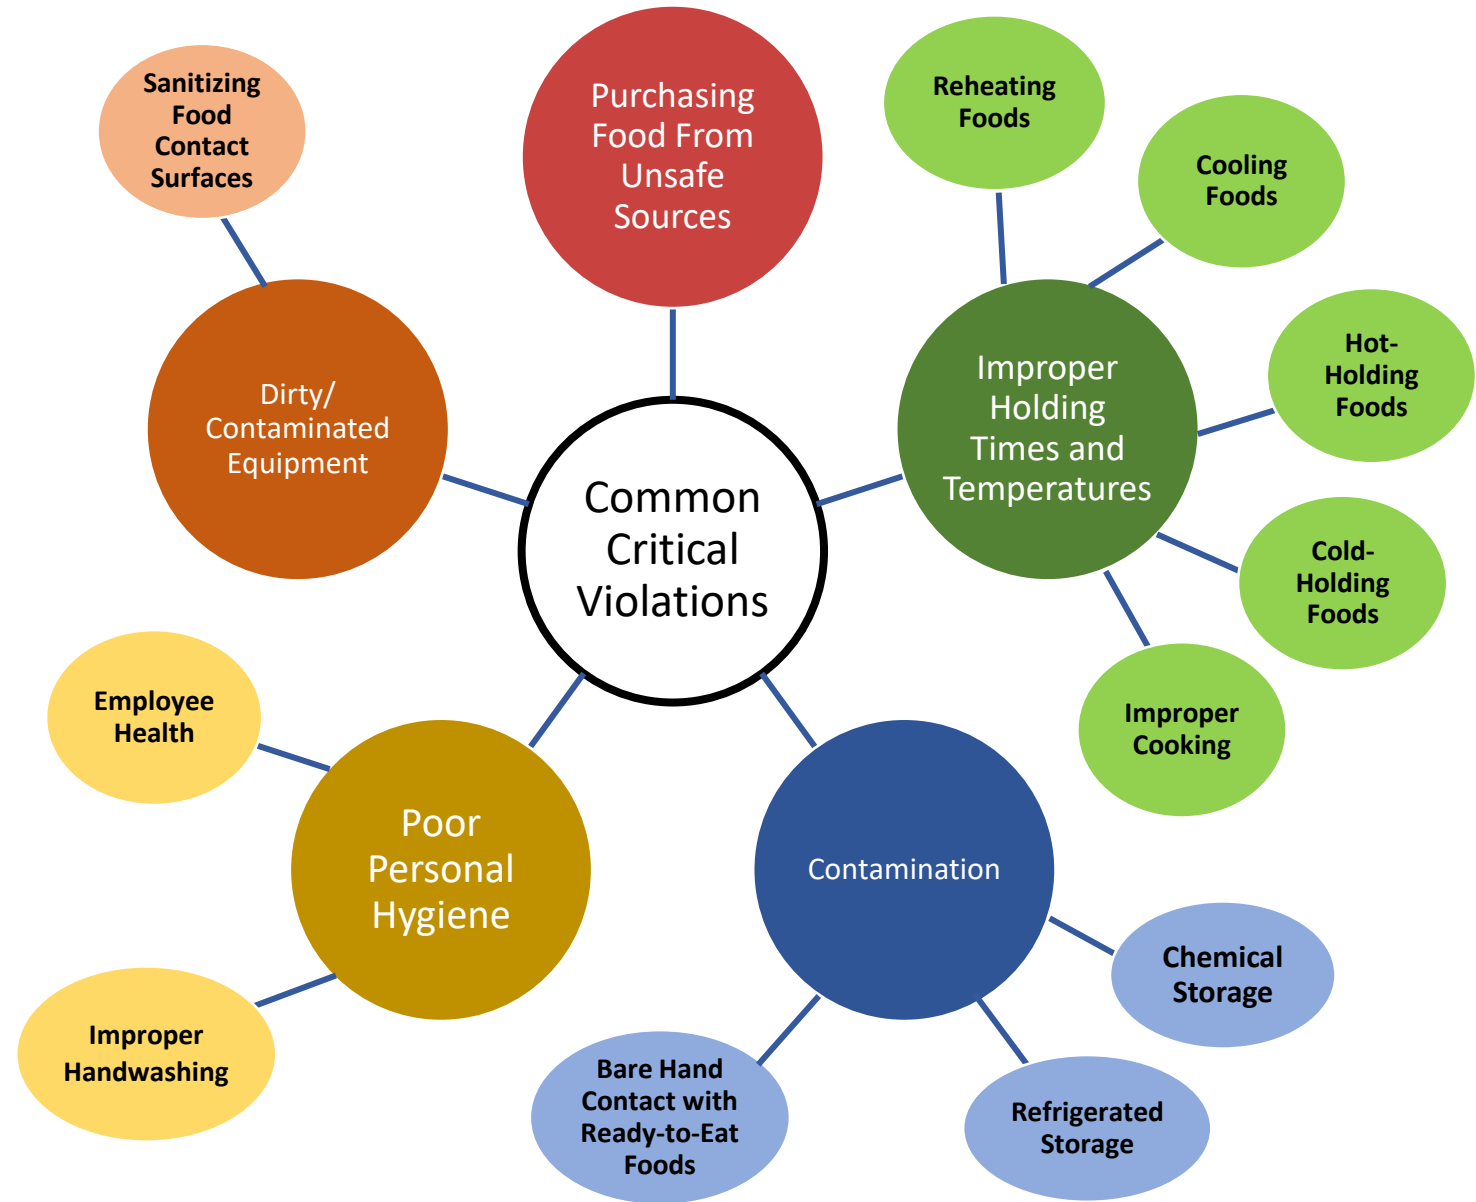 Sanitizing
Food
Contact
Surfaces
Purchasing
Food From
Unsafe
Sources
Reheating
Foods
Cooling
Foods
Hot-
Holding
Foods
Improper
Holding
Times and
Temperatures
Dirty/
Contaminated
Equipment
Common
Critical
Violations
Cold-
Holding
Foods
Employee
Health
Improper
Cooking
Poor
Personal
Hygiene
Contamination
Chemical
Storage
Improper
Handwashing
Bare Hand
Contact with
Ready-to-Eat
Foods
Refrigerated
Storage